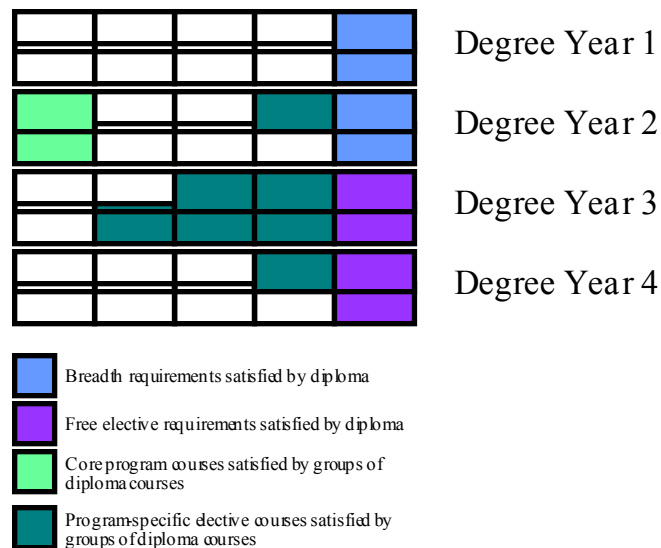 Degree Year 1
Degree Year 2
Degree Year 3
Degree Year 4
Breadth requirements satisfied by diploma
Free elective requirements satisfied by diploma
Core program courses satisfied by groups of
diploma courses
Program-specific elective courses satisfied by
groups of diploma courses